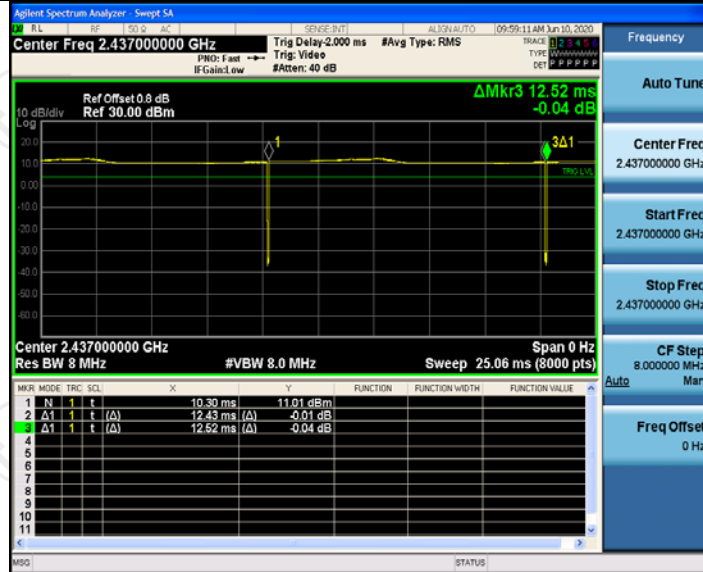 Agilent Spectrum Analyzer - Swept SA
RL RF 50 Ω AC SENSE:INT ALIGNAUTO 09:59:11 AM Jun 10, 2020
Center Freq 2.437000000 GHz
PNO: Fast
IFGain:Low
Trig Delay-2.000 ms
Trig: Video
#Atten: 40 dB
#Avg Type: RMS
TRACE 1 2 3 4 5 6
TYPE WWWWWW
DET P P P P P P
ΔMkr3 12.52 ms
-0.04 dB
Ref Offset 0.8 dB
10 dB/div Ref 30.00 dBm
Log
20.0
10.0
0.00
-10.0
-20.0
-30.0
-40.0
-50.0
-60.0
1
3Δ1
TRIG LVL
Center 2.437000000 GHz Span 0 Hz
Res BW 8 MHz #VBW 8.0 MHz Sweep 25.06 ms (8000 pts)
MKR MODE TRC SCL X Y FUNCTION FUNCTION WIDTH FUNCTION VALUE
1 N 1 t 10.30 ms 11.01 dBm
2 Δ1 1 t (Δ) 12.43 ms (Δ) -0.01 dB
3 Δ1 1 t (Δ) 12.52 ms (Δ) -0.04 dB
4
5
6
7
8
9
10
11
MSG STATUS
Frequency
Auto Tune
Center Freq
2.437000000 GHz
Start Freq
2.437000000 GHz
Stop Freq
2.437000000 GHz
CF Step
8.000000 MHz
Auto Man
Freq Offset
0 Hz